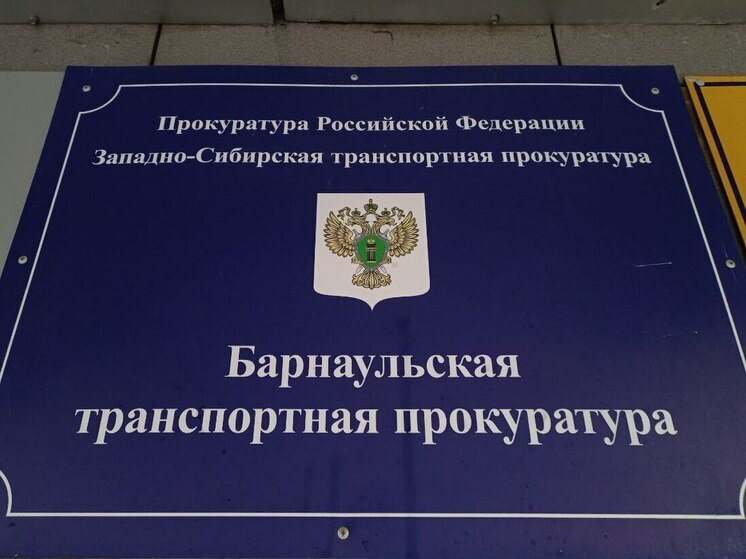 Прокуратура Российской Федерации
Западно-Сибирская транспортная прокуратура
Барнаульская
транспортная прокуратура